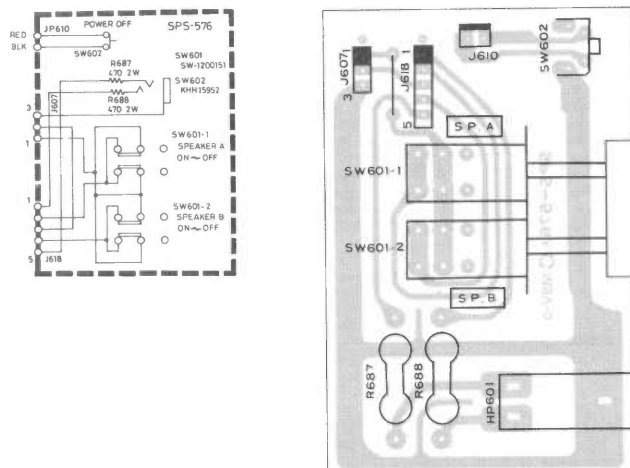 POWER OFF
SPS-576
RED
JP610
BLK
SW602
R687
470 2W
SW601
SW-1200151
SW602
KHH15952
J607
R688
470 2W
3
1
SW601-1
SPEAKER A
ON~OFF
1
SW601-2
SPEAKER B
ON~OFF
5
J618
J607
1
3
J618
1
5
J610
SW602
SP.A
SW601-1
SW601-2
SP.B
R687
R688
HP601